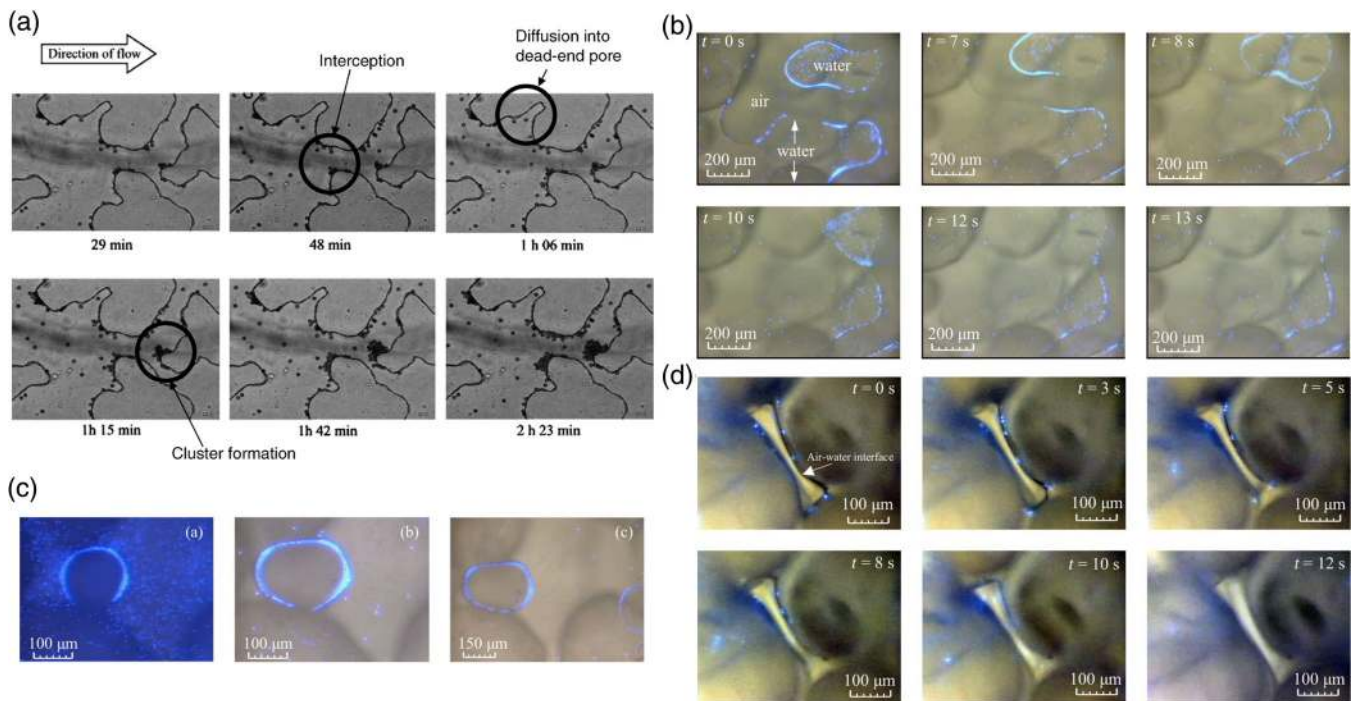 (a)
Direction of flow
Interception
Diffusion into
dead-end pore
29 min
48 min
1 h 06 min
1h 15 min
1h 42 min
2 h 23 min
Cluster formation
(b)
t = 0 s
water
air
water
200 μm
t = 7 s
200 μm
t = 8 s
200 μm
t = 10 s
200 μm
t = 12 s
200 μm
t = 13 s
200 μm
(c)
(a)
100 μm
(b)
100 μm
(c)
150 μm
(d)
t = 0 s
Air-water interface
100 μm
t = 3 s
100 μm
t = 5 s
100 μm
t = 8 s
100 μm
t = 10 s
100 μm
t = 12 s
100 μm